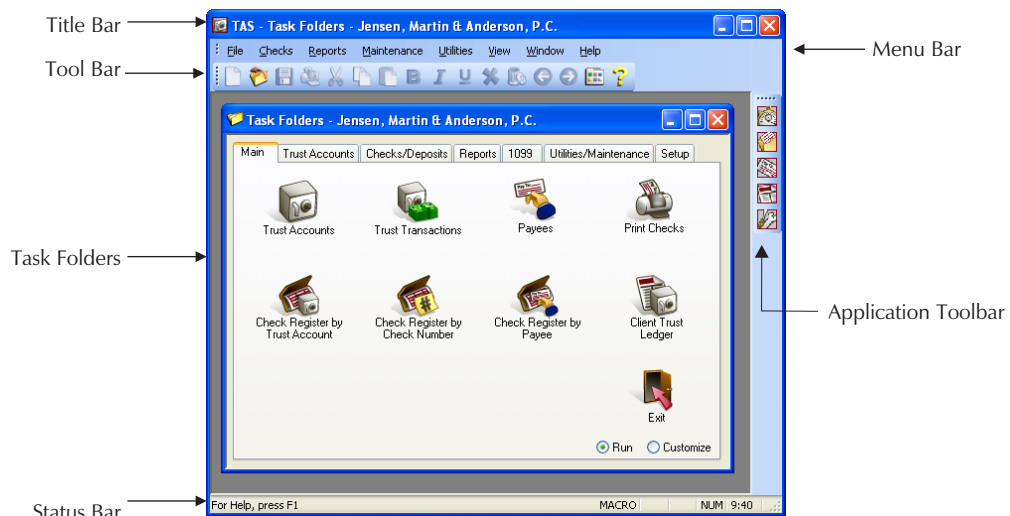 Title Bar
TAS - Task Folders - Jensen, Martin & Anderson, P.C.
File Checks Reports Maintenance Utilities View Window Help
Menu Bar
Tool Bar
B I U ?
Task Folders - Jensen, Martin & Anderson, P.C.
Main Trust Accounts Checks/Deposits Reports 1099 Utilities/Maintenance Setup
Pay To:
Trust Accounts Trust Transactions Payees Print Checks
Task Folders
#
Check Register by Trust Account
Check Register by Check Number
Check Register by Payee
Client Trust Ledger
Application Toolbar
Exit
Run Customize
Status Bar
For Help, press F1 MACRO NUM 9:40